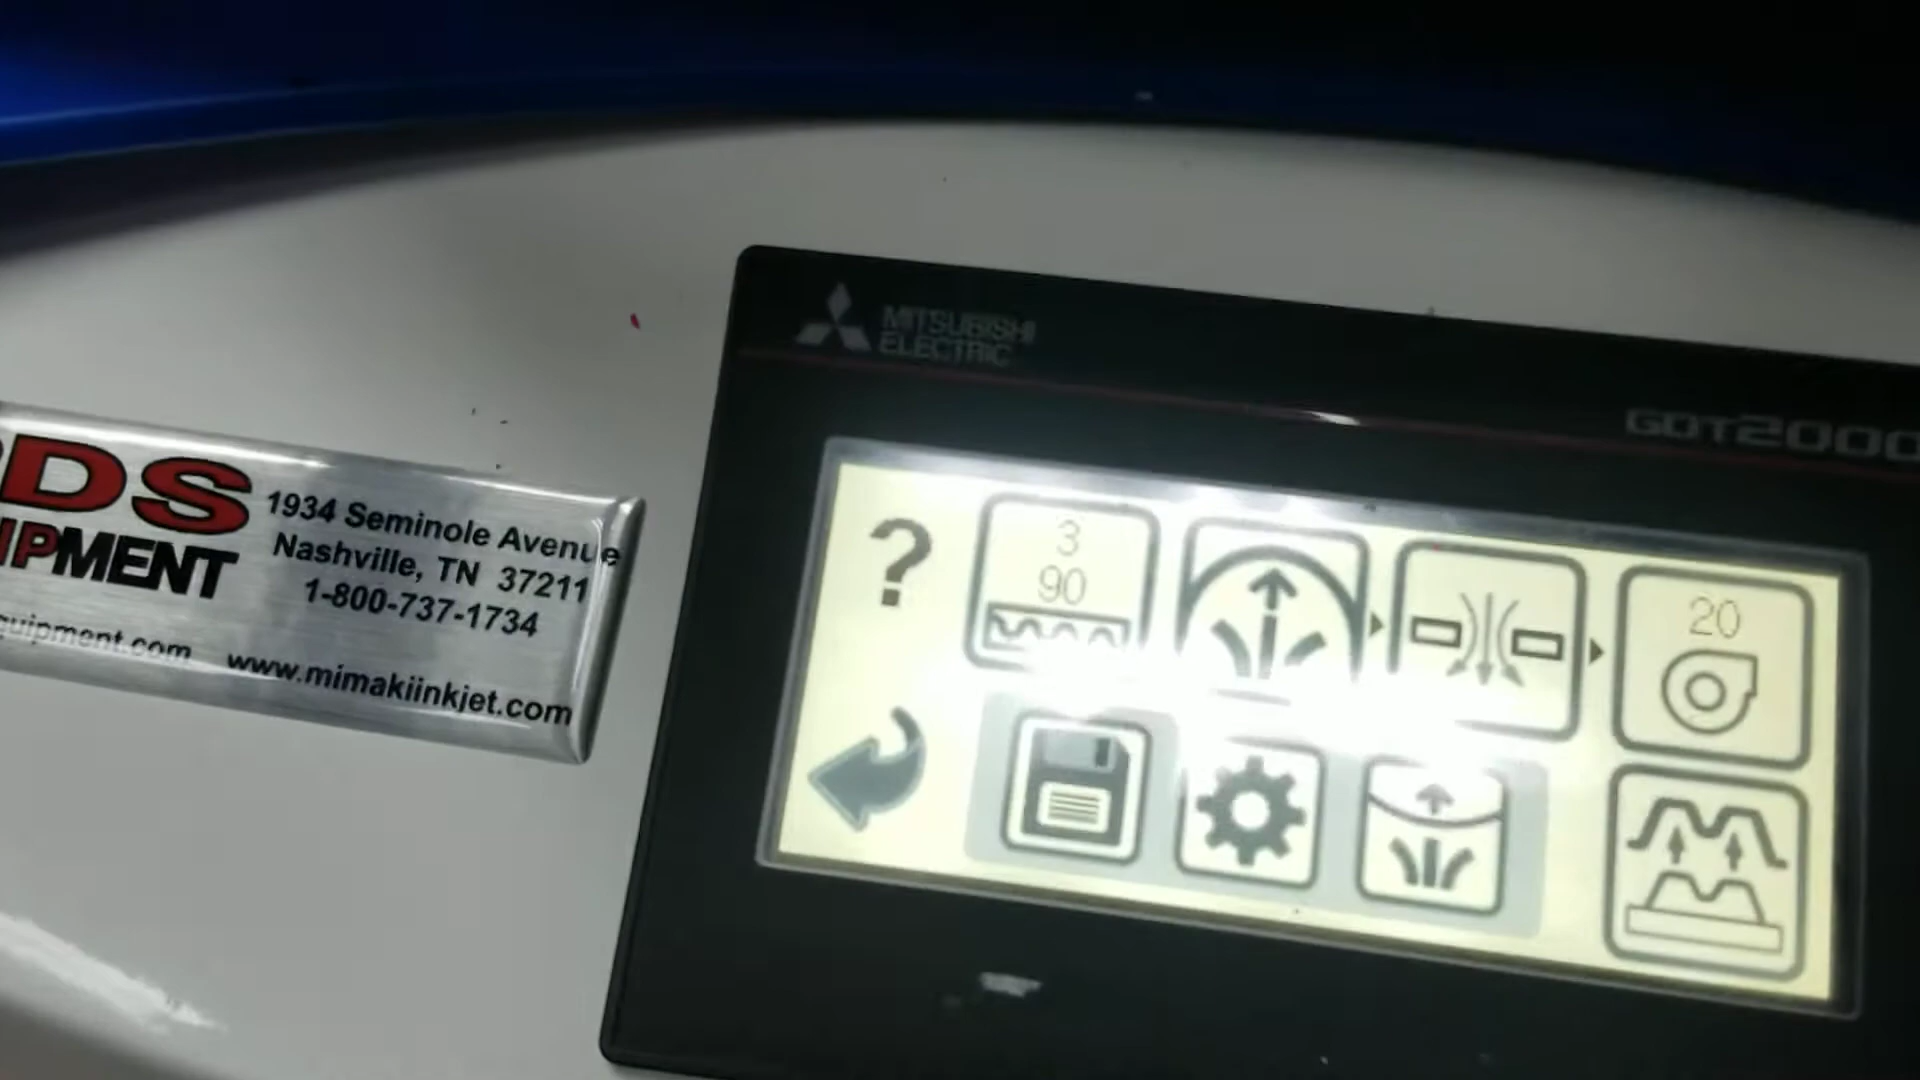 MITSUBISHI
ELECTRIC
GOT2000
DS
IPMENT
1934 Seminole Avenue
Nashville, TN 37211
1-800-737-1734
quipment.com www.mimakiinkjet.com
?
3
90
20